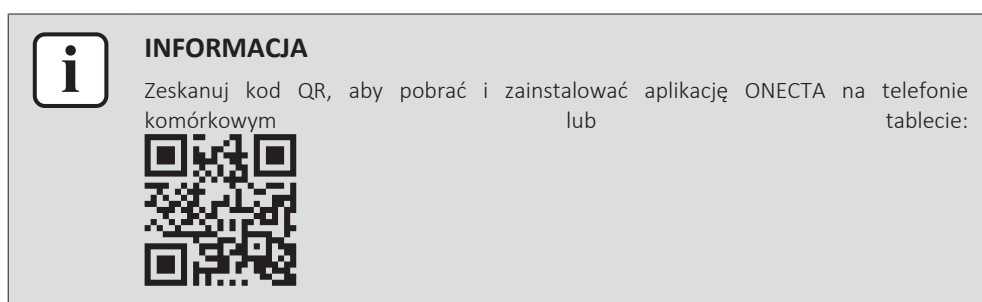 i
INFORMACJA
Zeskanuj kod QR, aby pobrać i zainstalować aplikację ONECTA na telefonie
komórkowym lub tablecie: